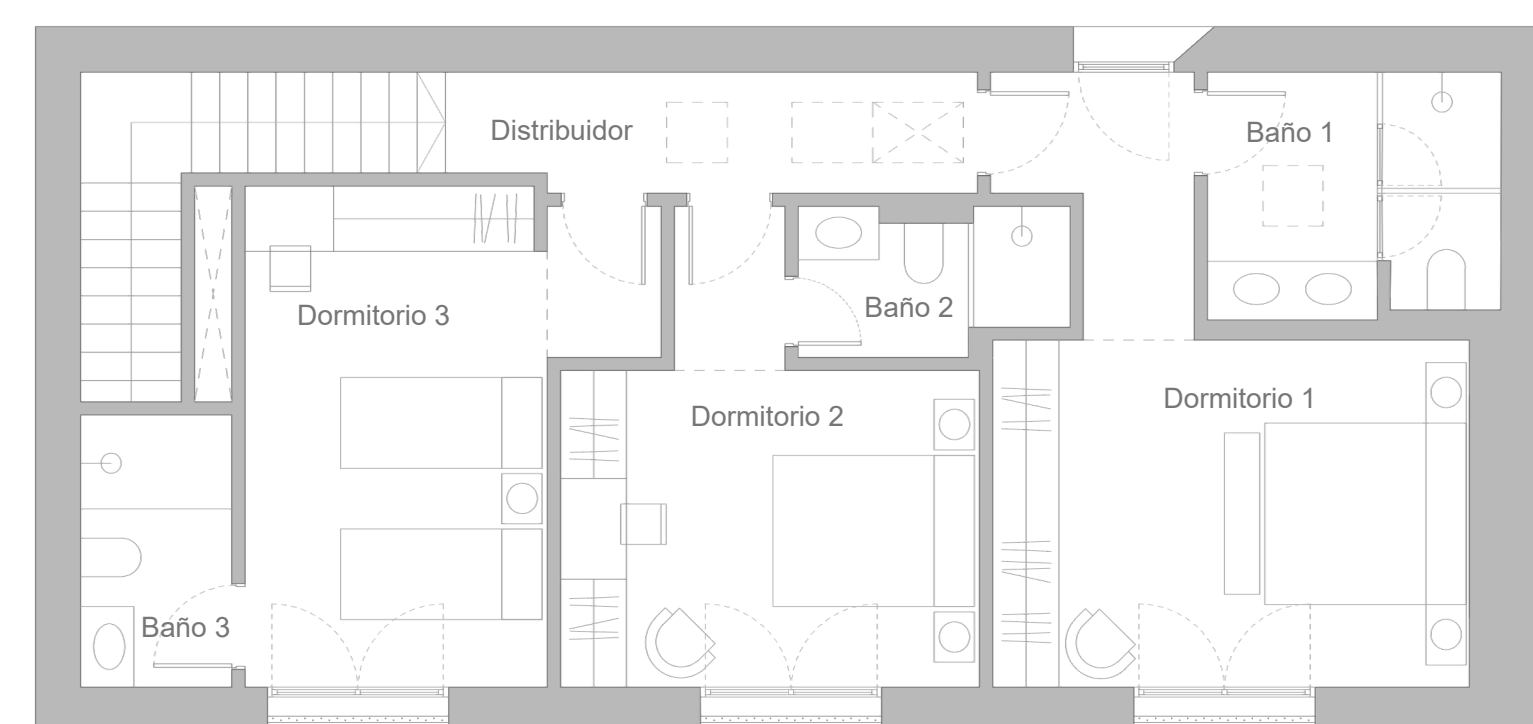 Distribuidor
Baño 1
Dormitorio 3
Baño 2
Dormitorio 2
Dormitorio 1
Baño 3